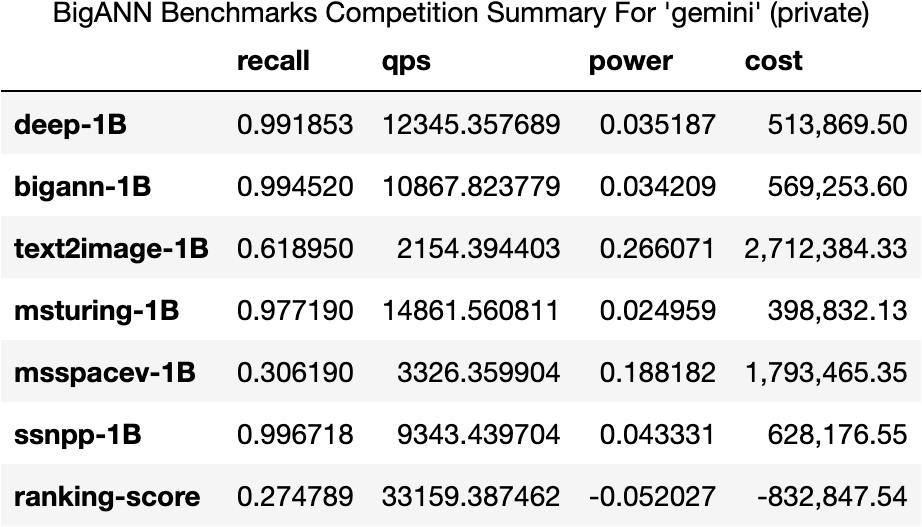 BigANN Benchmarks Competition Summary For 'gemini' (private)
recall qps power cost
deep-1B 0.991853 12345.357689 0.035187 513,869.50
bigann-1B 0.994520 10867.823779 0.034209 569,253.60
text2image-1B 0.618950 2154.394403 0.266071 2,712,384.33
msturing-1B 0.977190 14861.560811 0.024959 398,832.13
msspacev-1B 0.306190 3326.359904 0.188182 1,793,465.35
ssnpp-1B 0.996718 9343.439704 0.043331 628,176.55
ranking-score 0.274789 33159.387462 -0.052027 -832,847.54